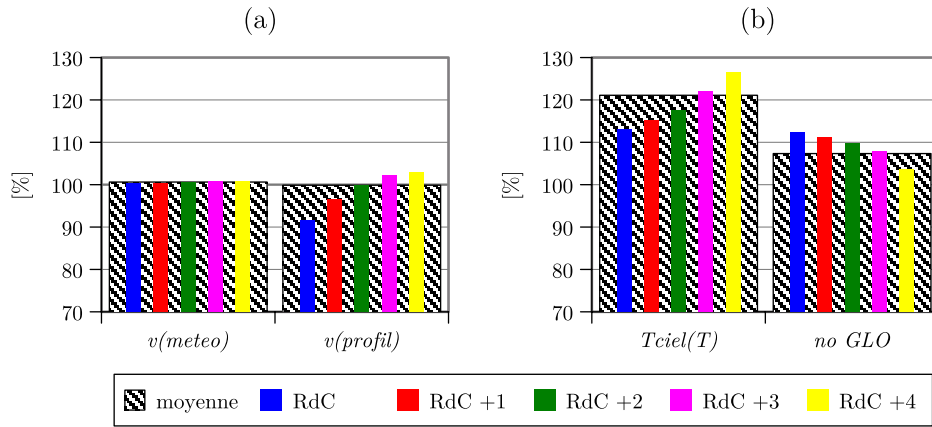 (a)
(b)
130
120
110
100
90
80
70
[%]
v(meteo)
v(profil)
130
120
110
100
90
80
70
[%]
Tciel(T)
no GLO
moyenne RdC RdC +1 RdC +2 RdC +3 RdC +4